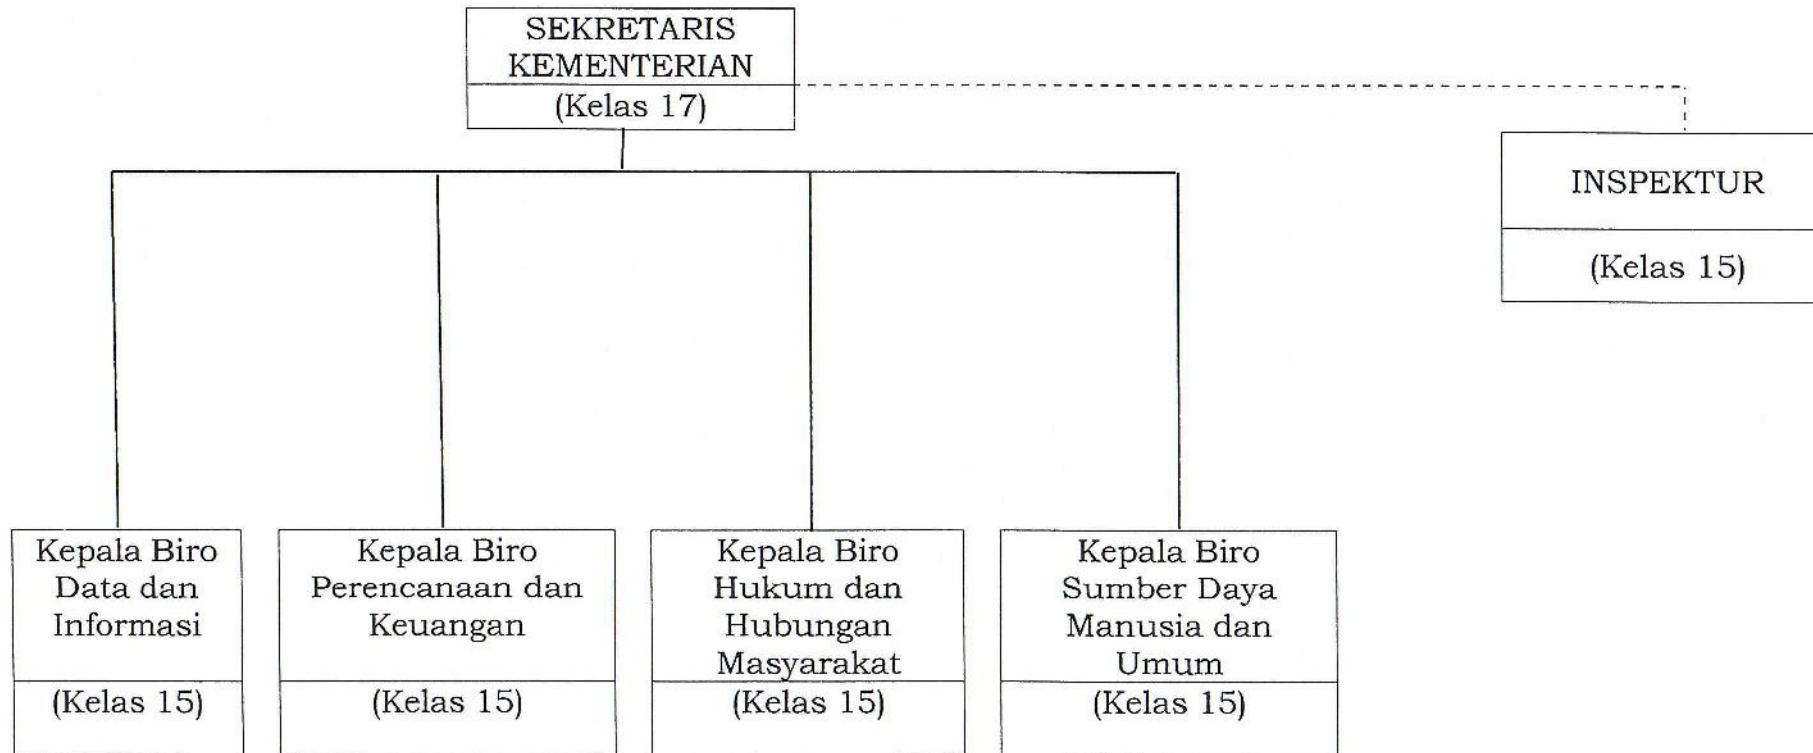 SEKRETARIS
KEMENTERIAN
(Kelas 17)
INSPEKTUR
(Kelas 15)
Kepala Biro
Data dan
Informasi
(Kelas 15)
Kepala Biro
Perencanaan dan
Keuangan
(Kelas 15)
Kepala Biro
Hukum dan
Hubungan
Masyarakat
(Kelas 15)
Kepala Biro
Sumber Daya
Manusia dan
Umum
(Kelas 15)